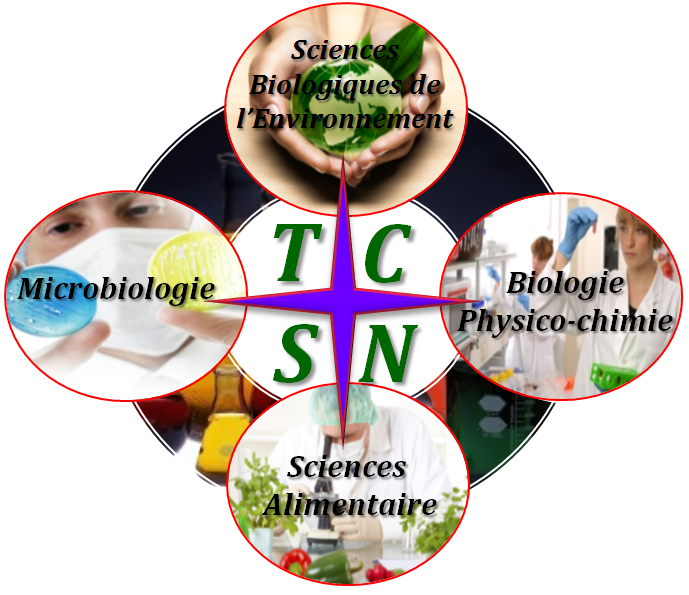 Sciences
Biologiques de
l'Environnement
T C
Microbiologie
Biologie
Physico-chimie
S N
Sciences
Alimentaire